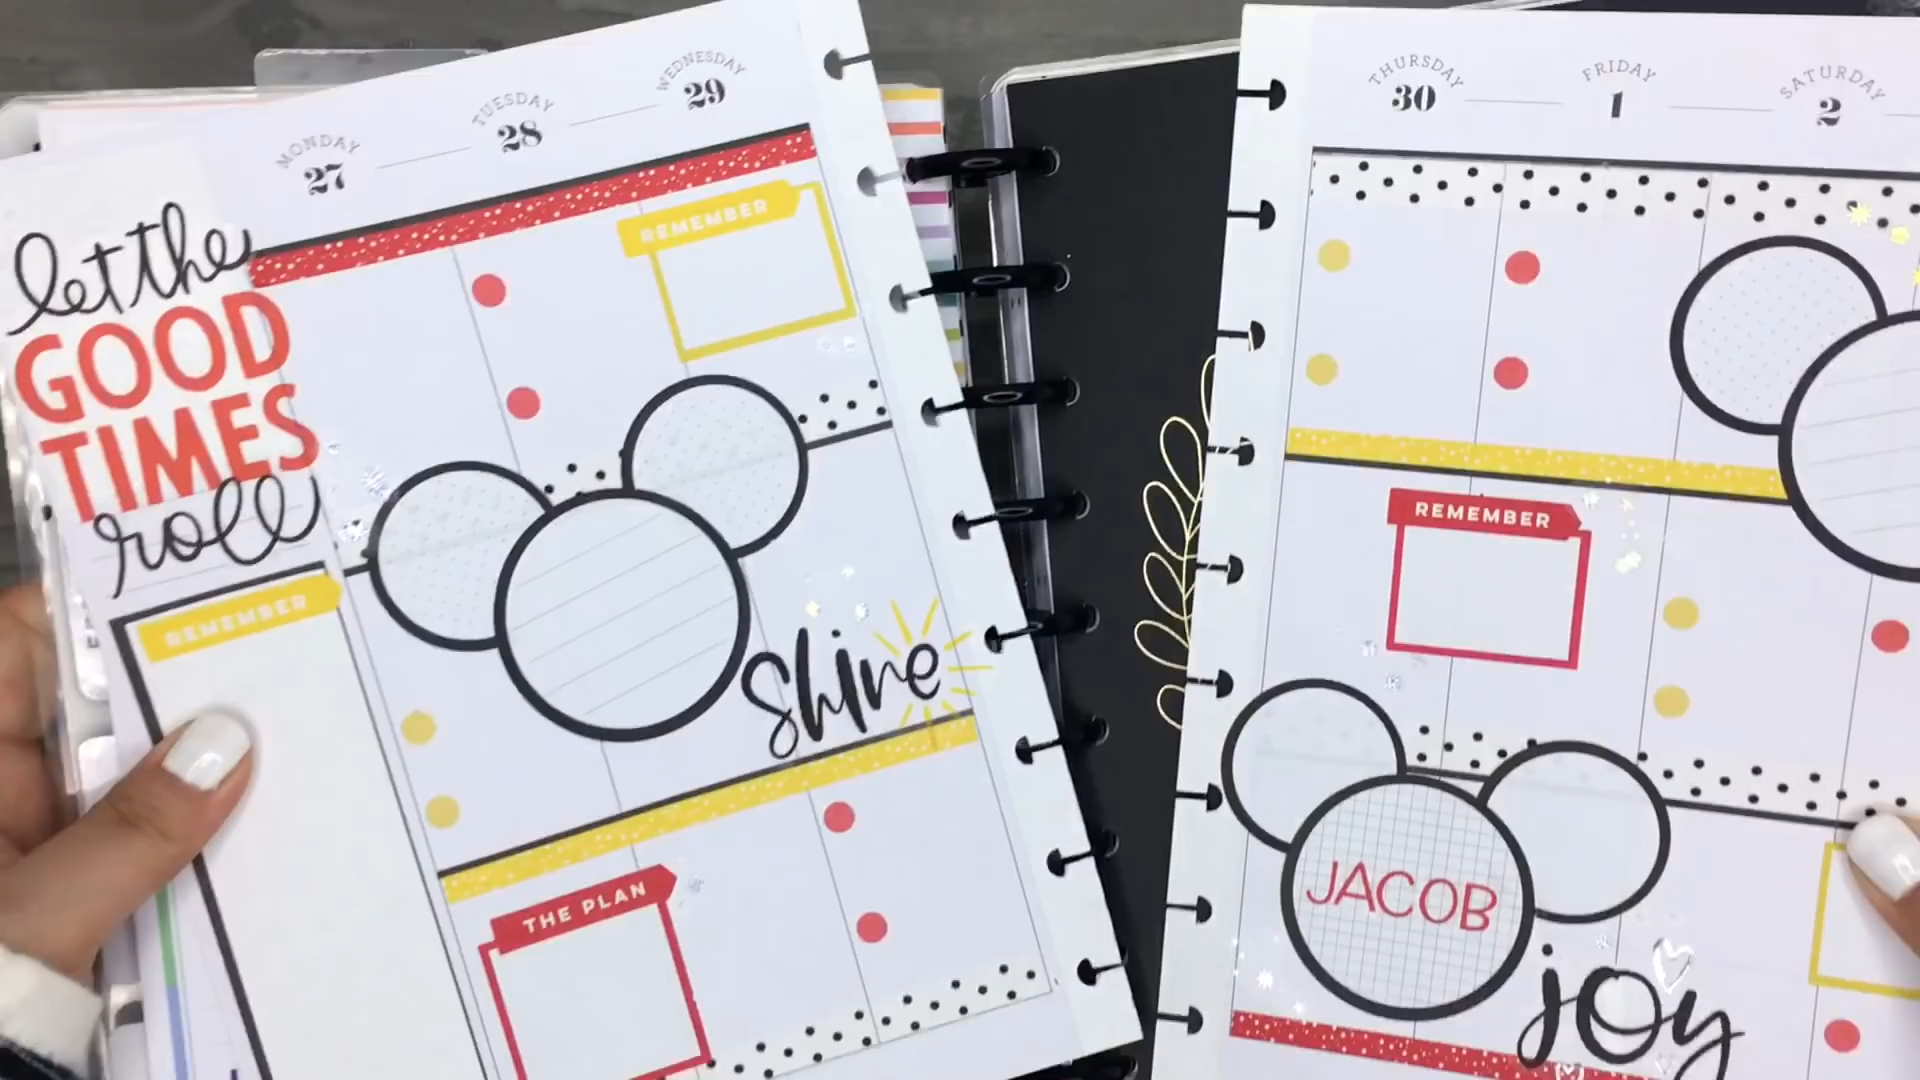 MONDAY
27
TUESDAY
28
WEDNESDAY
29
let the
GOOD
TIMES
roll
REMEMBER
REMEMBER
shine
THE PLAN
THURSDAY
30
FRIDAY
1
SATURDAY
2
REMEMBER
JACOB
joy